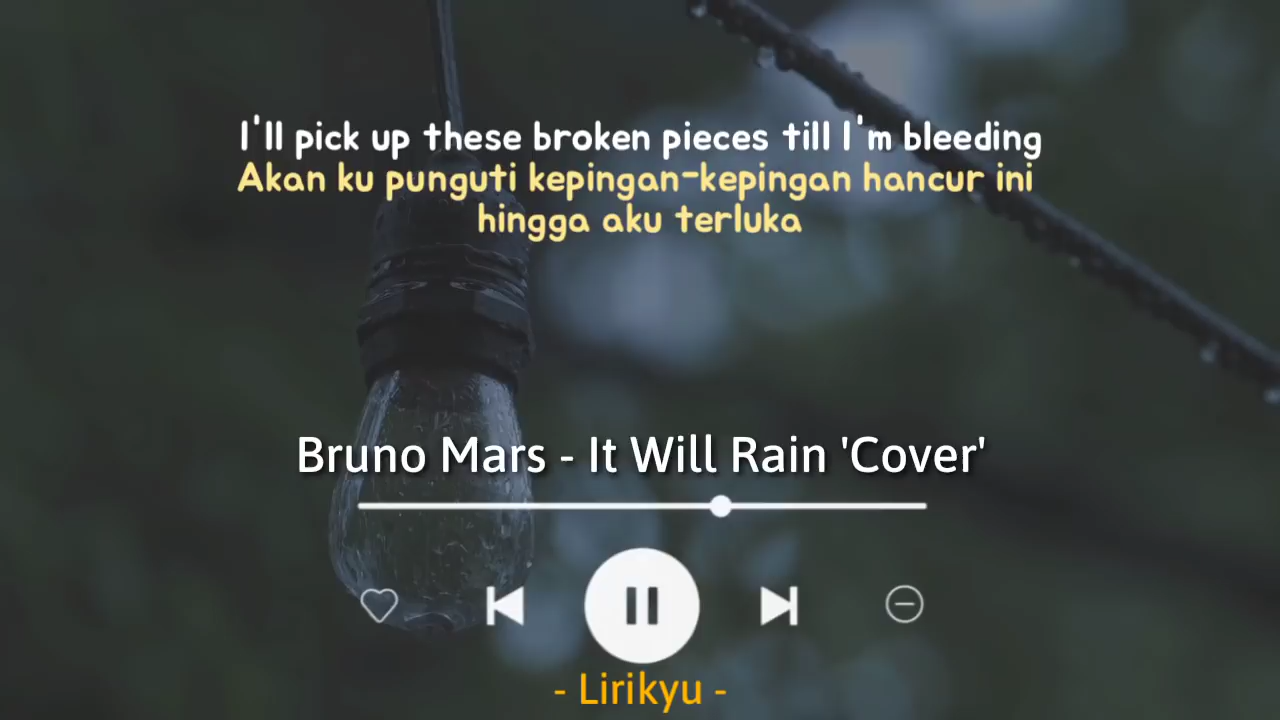 I'll pick up these broken pieces till I'm bleeding
Akan ku punguti kepingan-kepingan hancur ini
hingga aku terluka
Bruno Mars - It Will Rain 'Cover'
- Lirikyu -